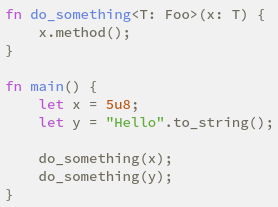 fn do_something<T: Foo>(x: T) {
    x.method();
}

fn main() {
    let x = 5u8;
    let y = "Hello".to_string();

    do_something(x);
    do_something(y);
}